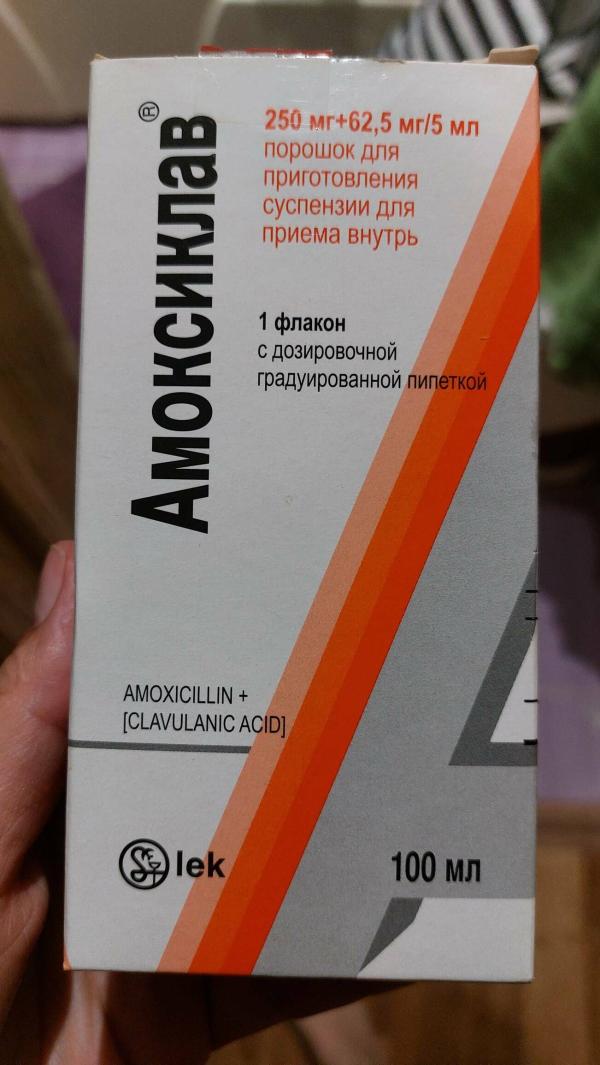 Амоксиклав®
250 мг+62,5 мг/5 мл
порошок для
приготовления
суспензии для
приема внутрь
1 флакон
с дозировочной
градуированной пипеткой
AMOXICILLIN +
[CLAVULANIC ACID]
lek
100 мл